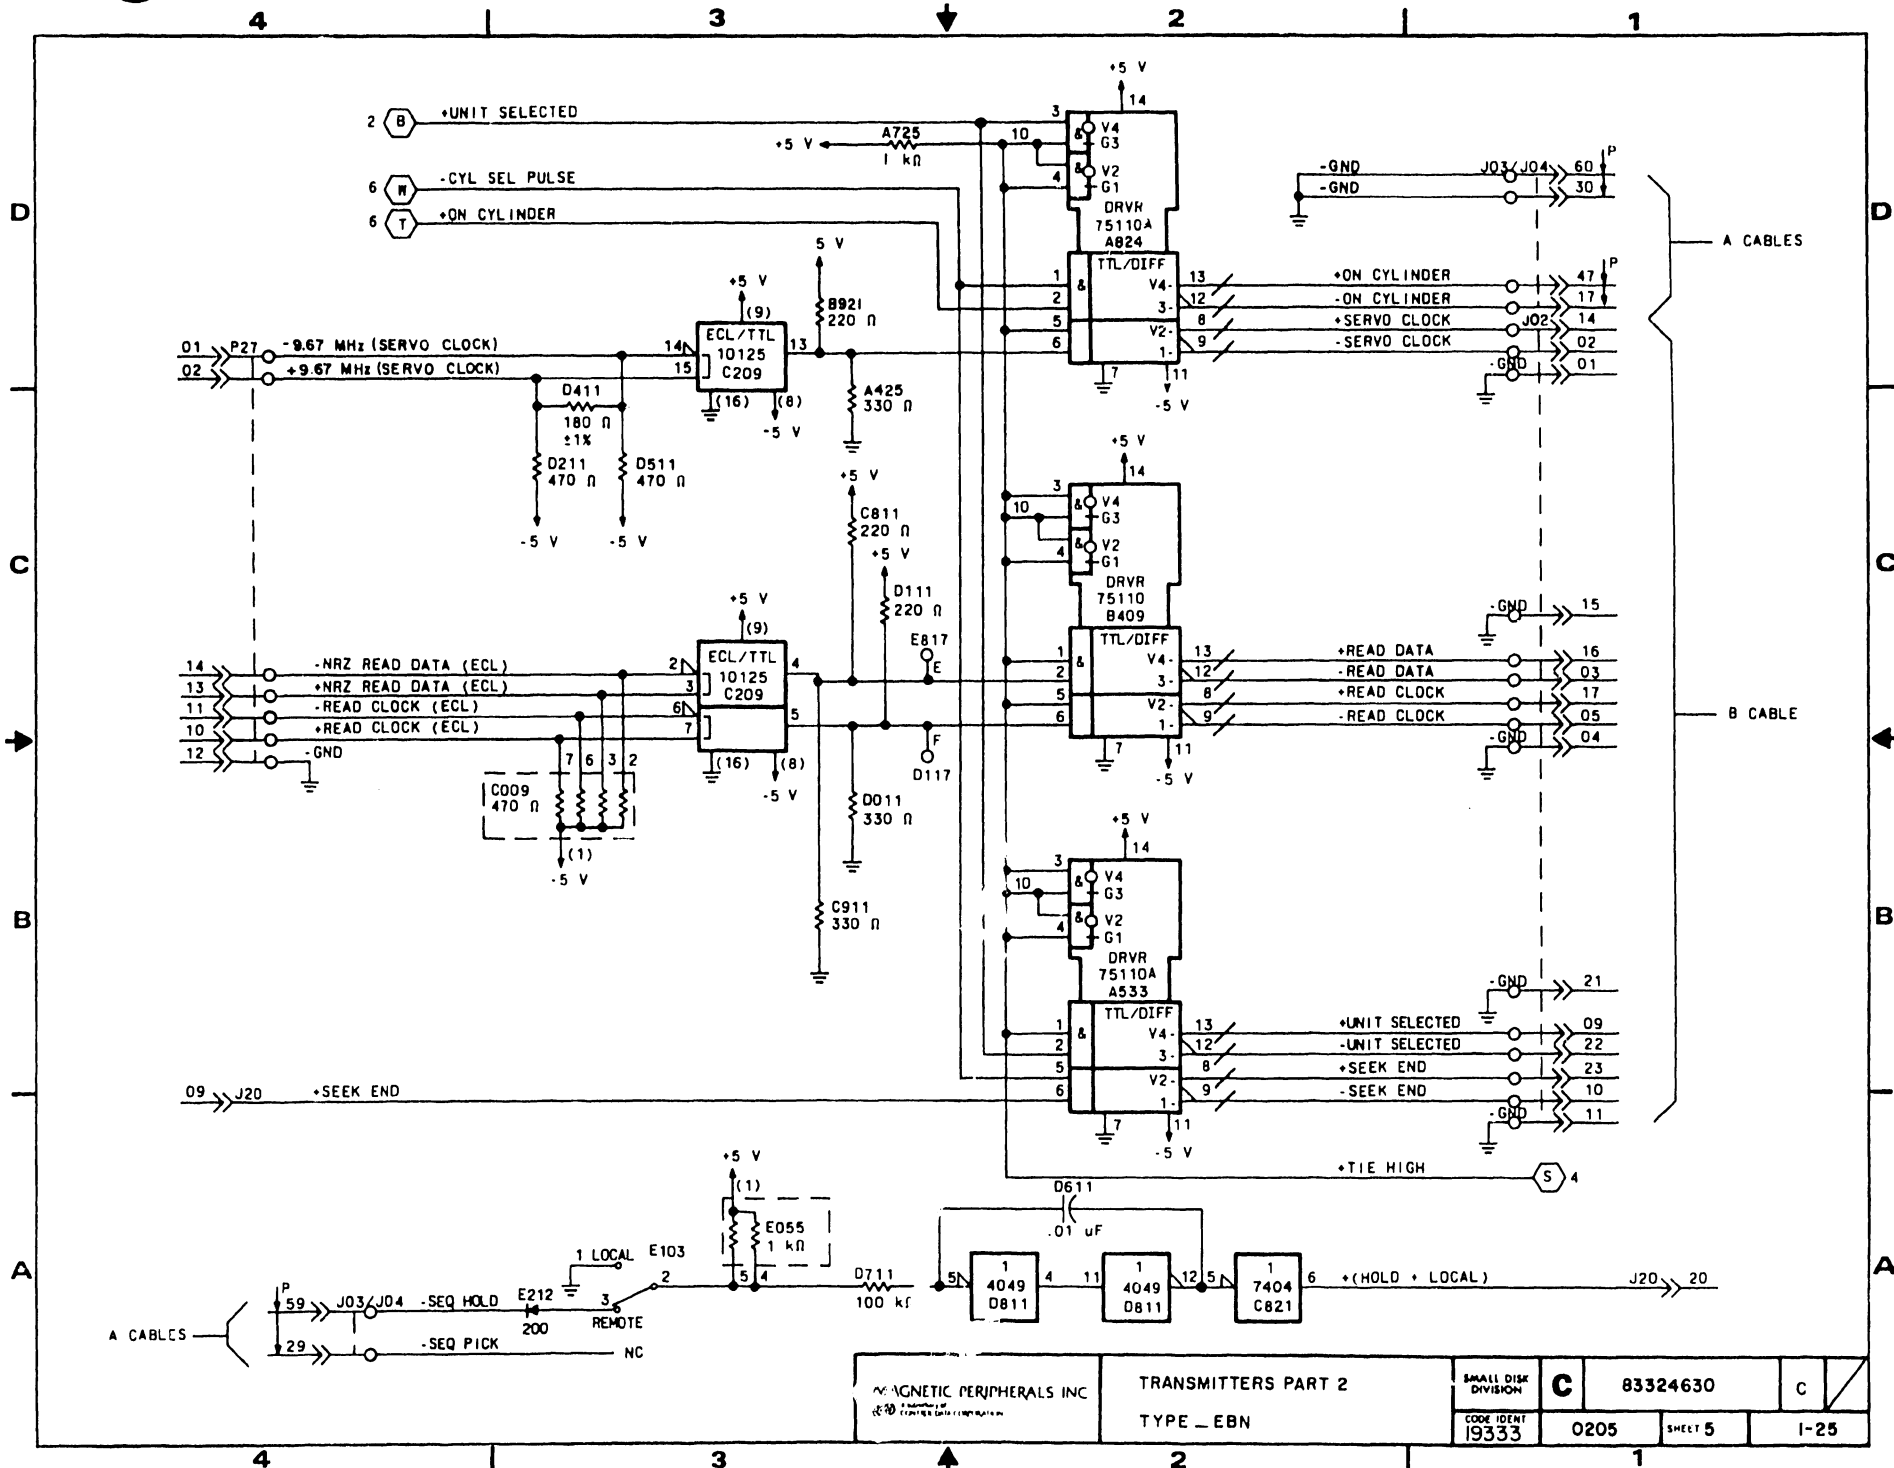 4 3 2 1
+5 V
14
2 B +UNIT SELECTED
3
V4
&
G3
A725
+5 V
1 kΩ
10
V2
&
4
G1
6 W -CYL SEL PULSE
6 T +ON CYLINDER
DRVR
75110A
A824
-GND J03/J04 60 P
-GND 30
A CABLES
D D
TTL/DIFF
1 & V4- 13 +ON CYLINDER 47 P
2 3- 12 -ON CYLINDER 17
5 V2- 8 +SERVO CLOCK J02 14
6 1- 9 -SERVO CLOCK 02
-GND 01
7 11
-5 V
5 V
B921
220 Ω
+5 V
(9)
ECL/TTL
10125
C209
14 13
15
(16) (8)
-5 V
01 P27 -9.67 MHz (SERVO CLOCK)
02 +9.67 MHz (SERVO CLOCK)
D411
180 Ω
±1%
D211
470 Ω
D511
470 Ω
-5 V -5 V
A425
330 Ω
+5 V
C811
220 Ω
+5 V
D111
220 Ω
E817
E
+5 V
14
3
& V4
10 G3
& V2
4 G1
DRVR
75110
B409
C C
-GND 15
TTL/DIFF
1 & V4- 13 +READ DATA 16
2 3- 12 -READ DATA 03
5 V2- 8 +READ CLOCK 17
6 1- 9 -READ CLOCK 05
-GND 04
B CABLE
7 11
-5 V
+5 V
(9)
ECL/TTL
10125
C209
2 4
3
6 5
7
(16) (8)
-5 V
14 -NRZ READ DATA (ECL)
13 +NRZ READ DATA (ECL)
11 -READ CLOCK (ECL)
10 +READ CLOCK (ECL)
12 -GND
7 6 3 2
C009
470 Ω
(1)
-5 V
F
D117
D011
330 Ω
C911
330 Ω
+5 V
14
3
& V4
10 G3
& V2
4 G1
DRVR
75110A
A533
B B
-GND 21
TTL/DIFF
1 & V4- 13 +UNIT SELECTED 09
2 3- 12 -UNIT SELECTED 22
5 V2- 8 +SEEK END 23
6 1- 9 -SEEK END 10
-GND 11
7 11
-5 V
09 J20 +SEEK END
+TIE HIGH S 4
+5 V
(1)
E055
1 kΩ
5 4
D611
.01 uF
A A
1 LOCAL E103
2
3
REMOTE
D711
100 k
5 1 4
4049
D811
11 1 12
4049
D811
5 1 6
7404
C821
+(HOLD + LOCAL) J20 20
A CABLES
P
59 J03/J04 -SEQ HOLD E212
200
29 -SEQ PICK NC
MAGNETIC PERIPHERALS INC
TRANSMITTERS PART 2
TYPE _ EBN
SMALL DISK
DIVISION
C 83324630 C
CODE IDENT
19333
0205 SHEET 5 1-25
4 3 2 1